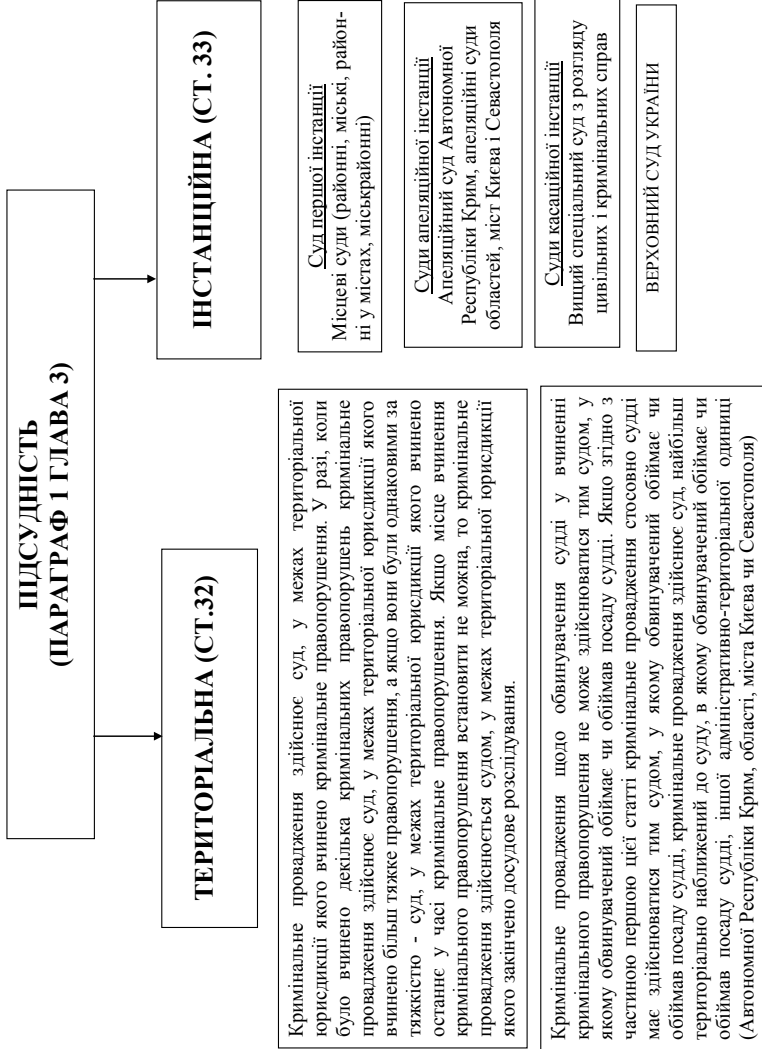 ПІДСУДНІСТЬ
(ПАРАГРАФ 1 ГЛАВА 3)
ТЕРИТОРІАЛЬНА (СТ.32)
Кримінальне провадження здійснює суд, у межах територіальної
юрисдикції якого вчинено кримінальне правопорушення. У разі, коли
було вчинено декілька кримінальних правопорушень кримінальне
провадження здійснює суд, у межах територіальної юрисдикції якого
вчинено більш тяжке правопорушення, а якщо вони були однаковими за
тяжкістю - суд, у межах територіальної юрисдикції якого вчинено
останнє у часі кримінальне правопорушення. Якщо місце вчинення
кримінального правопорушення встановити не можна, то кримінальне
провадження здійснюється судом, у межах територіальної юрисдикції
якого закінчено досудове розслідування.
Кримінальне провадження щодо обвинувачення судді у вчиненні
кримінального правопорушення не може здійснюватися тим судом, у
якому обвинувачений обіймає чи обіймав посаду судді. Якщо згідно з
частиною першою цієї статті кримінальне провадження стосовно судді
має здійснюватися тим судом, у якому обвинувачений обіймає чи
обіймав посаду судді, кримінальне провадження здійснює суд, найбільш
територіально наближений до суду, в якому обвинувачений обіймає чи
обіймав посаду судді, іншої адміністративно-територіальної одиниці
(Автономної Республіки Крим, області, міста Києва чи Севастополя)
ІНСТАНЦІЙНА (СТ. 33)
Суд першої інстанції
Місцеві суди (районні, міські, район-
ні у містах, міськрайонні)
Суди апеляційної інстанції
Апеляційний суд Автономної
Республіки Крим, апеляційні суди
областей, міст Києва і Севастополя
Суди касаційної інстанції
Вищий спеціальний суд з розгляду
цивільних і кримінальних справ
ВЕРХОВНИЙ СУД УКРАЇНИ